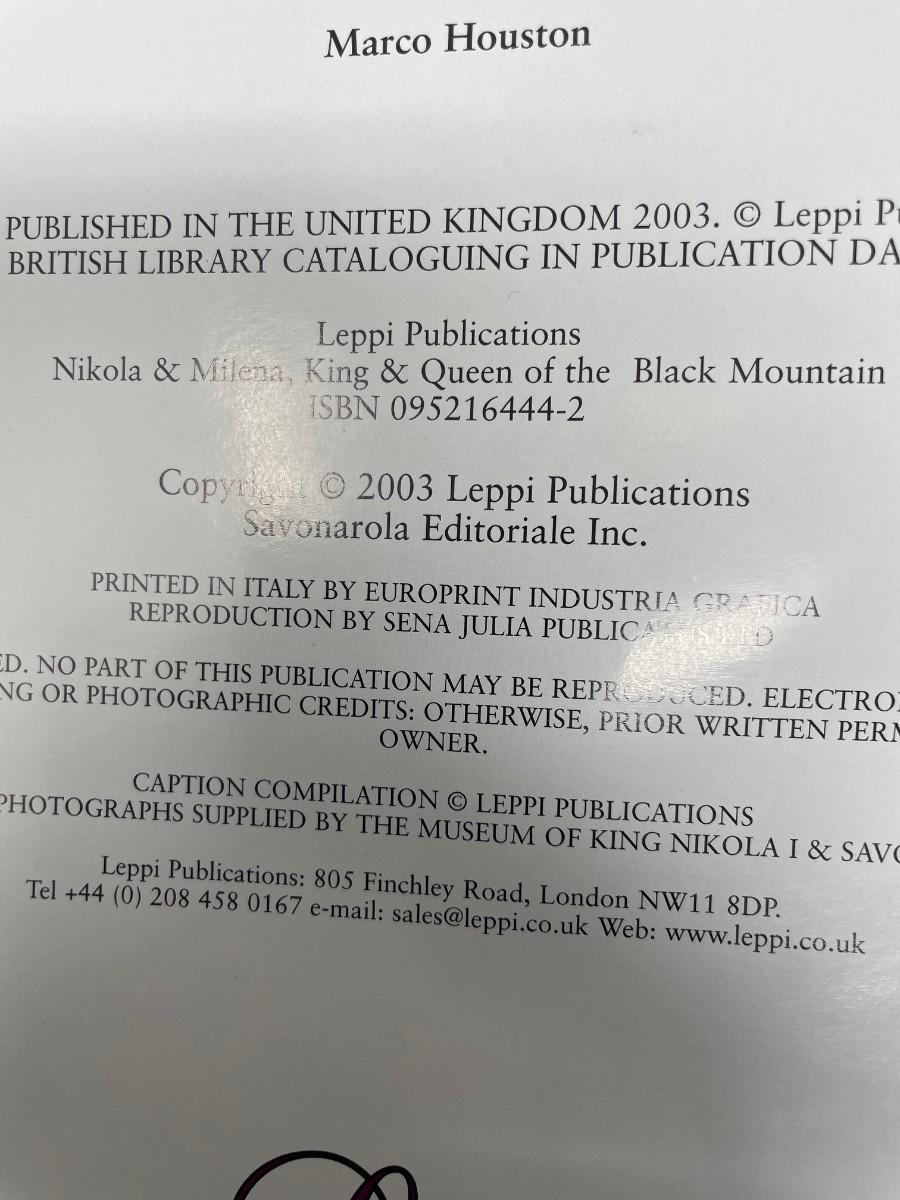 Marco Houston
PUBLISHED IN THE UNITED KINGDOM 2003. © Leppi
BRITISH LIBRARY CATALOGUING IN PUBLICATION
Leppi Publications
Nikola & Milena, King & Queen of the Black Mountain
ISBN 095216444-2
Copyright © 2003 Leppi Publications
Savonarola Editoriale Inc.
PRINTED IN ITALY BY EUROPRINT INDUSTRIA GRAFICA
REPRODUCTION BY SENA JULIA
NO PART OF THIS PUBLICATION MAY BE REPRODUCED.
OR PHOTOGRAPHIC CREDITS: OTHERWISE, PRIOR WRITTEN
OWNER.
CAPTION COMPILATION © LEPPI PUBLICATIONS
PHOTOGRAPHS SUPPLIED BY THE MUSEUM OF KING NIKOLA I &
Leppi Publications: 805 Finchley Road, London NW11 8DP.
Tel +44 (0) 208 458 0167 e-mail: sales@leppi.co.uk Web: www.leppi.co.uk